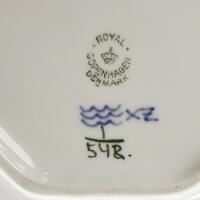 ROYAL
COPENHAGEN
DENMARK
XZ
1
548.